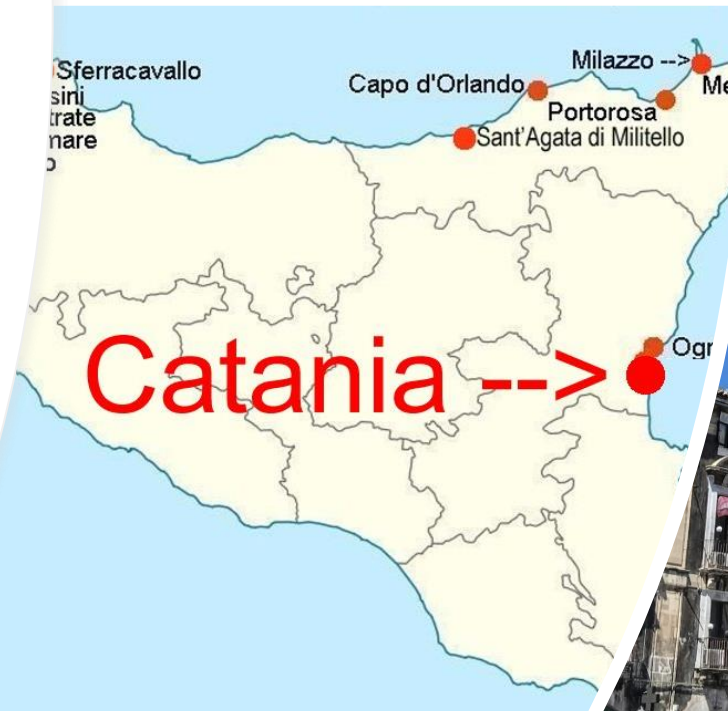 Milazzo -->
Sferracavallo
Capo d'Orlando
Portorosa
Sant'Agata di Militello
Catania -->